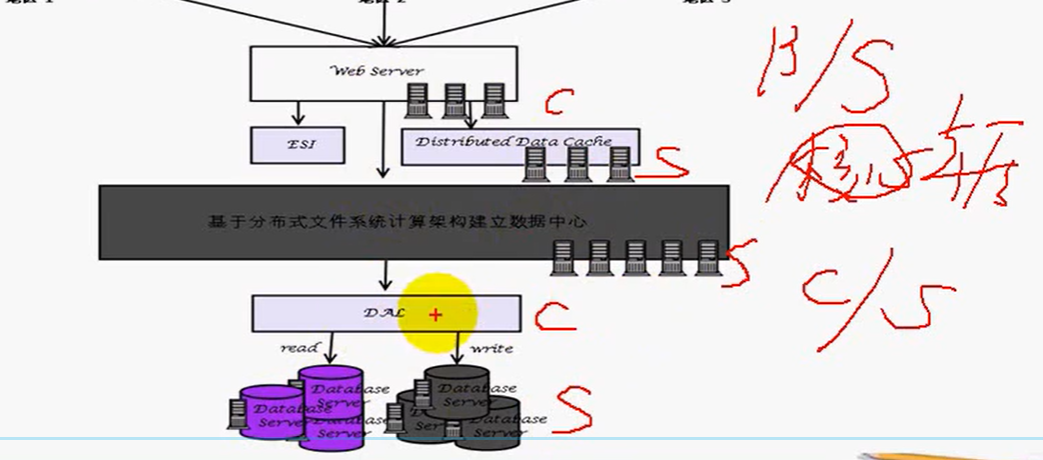 Web Server
B/S
C
ESI
Distributed Data Cache
S
基于分布式文件系统计算架构建立数据中心
S
C/S
DAL
C
read
write
Database Server
Database Server
Database Server
Database Server
Database Server
S